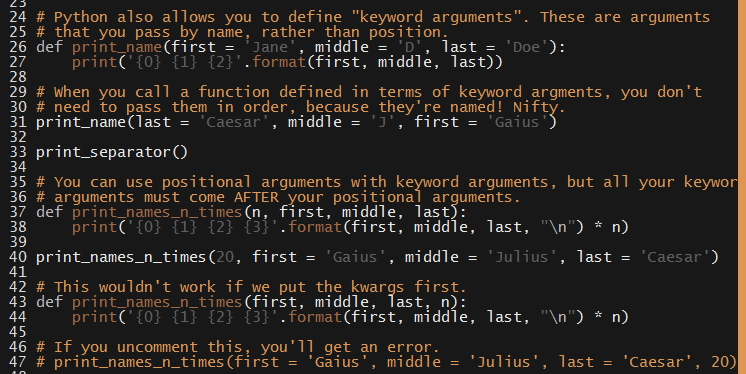 23
24 # Python also allows you to define "keyword arguments". These are arguments
25 # that you pass by name, rather than position.
26 def print_name(first = 'Jane', middle = 'D', last = 'Doe'):
27     print('{0} {1} {2}'.format(first, middle, last))
28
29 # When you call a function defined in terms of keyword argments, you don't
30 # need to pass them in order, because they're named! Nifty.
31 print_name(last = 'Caesar', middle = 'J', first = 'Gaius')
32
33 print_separator()
34
35 # You can use positional arguments with keyword arguments, but all your keywor
36 # arguments must come AFTER your positional arguments.
37 def print_names_n_times(n, first, middle, last):
38     print('{0} {1} {2} {3}'.format(first, middle, last, "\n") * n)
39
40 print_names_n_times(20, first = 'Gaius', middle = 'Julius', last = 'Caesar')
41
42 # This wouldn't work if we put the kwargs first.
43 def print_names_n_times(first, middle, last, n):
44     print('{0} {1} {2} {3}'.format(first, middle, last, "\n") * n)
45
46 # If you uncomment this, you'll get an error.
47 # print_names_n_times(first = 'Gaius', middle = 'Julius', last = 'Caesar', 20)